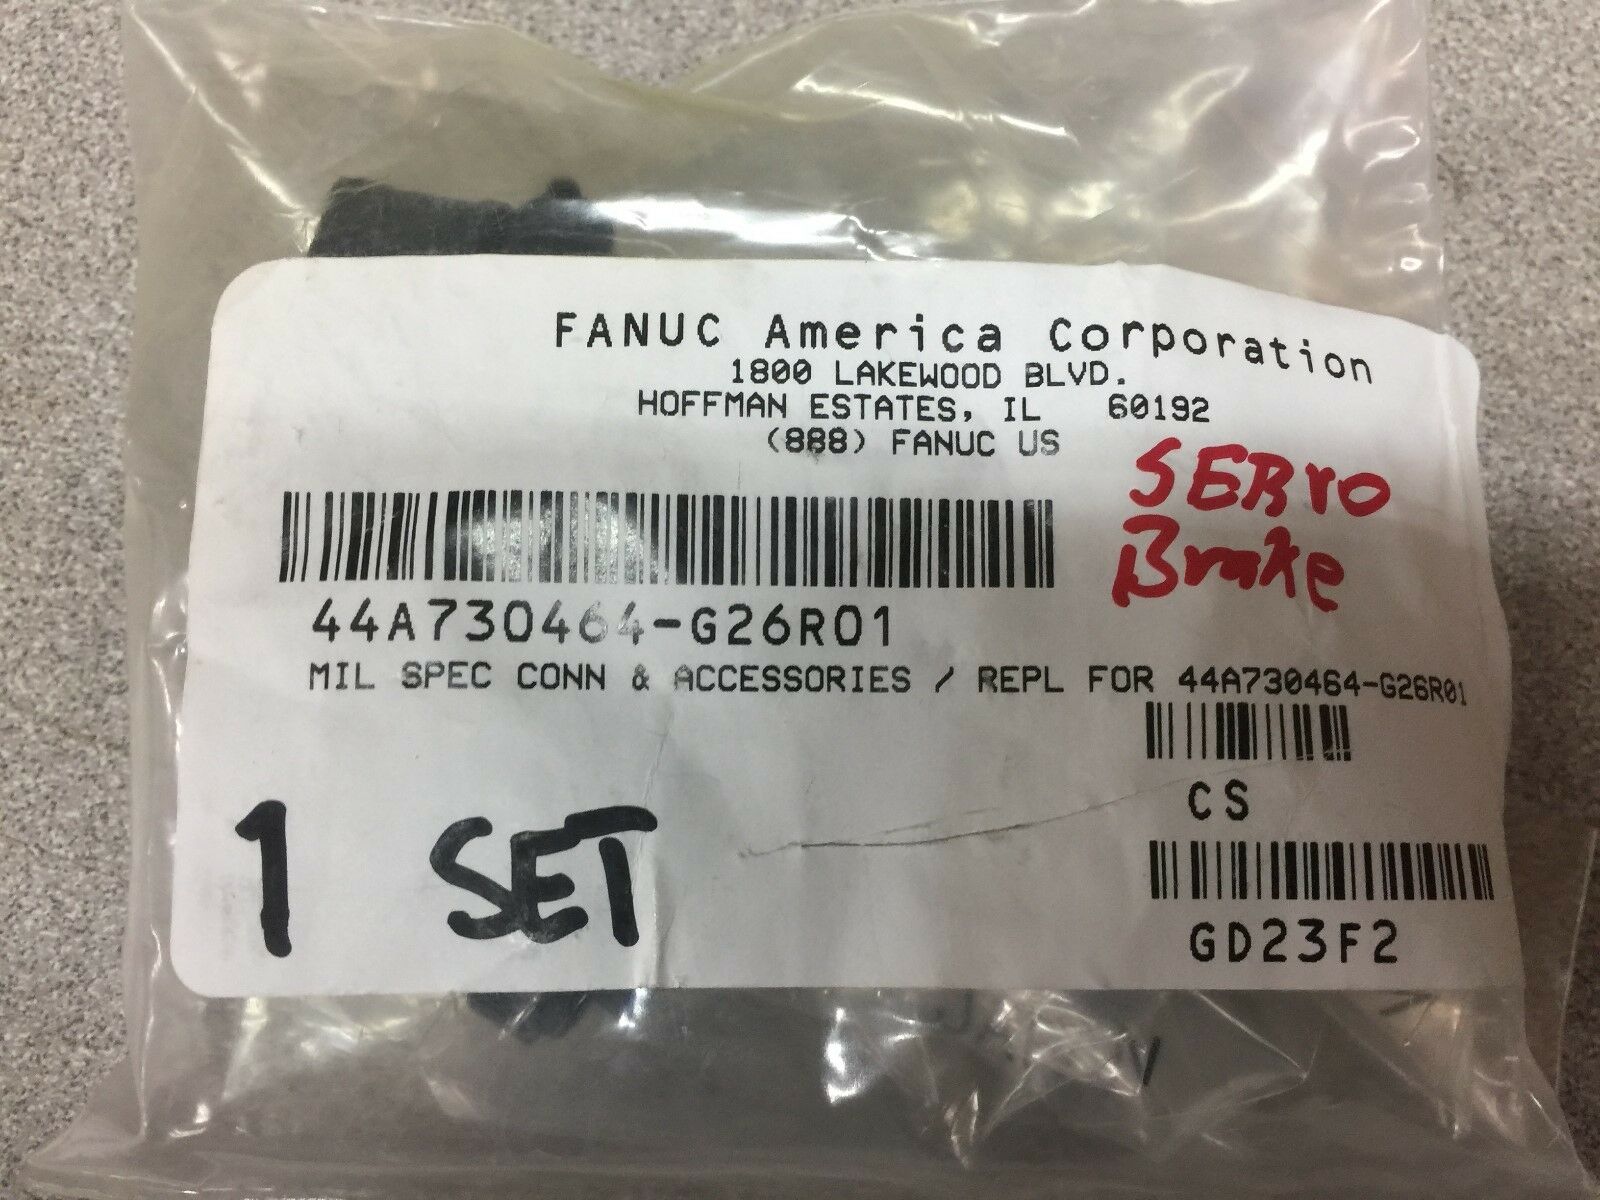 FANUC America Corporation
1800 LAKEWOOD BLVD.
HOFFMAN ESTATES, IL 60192
(888) FANUC US
SERVO
Brake
44A730464-G26R01
MIL SPEC CONN & ACCESSORIES / REPL FOR 44A730464-G26R01
CS
1 SET
GD23F2